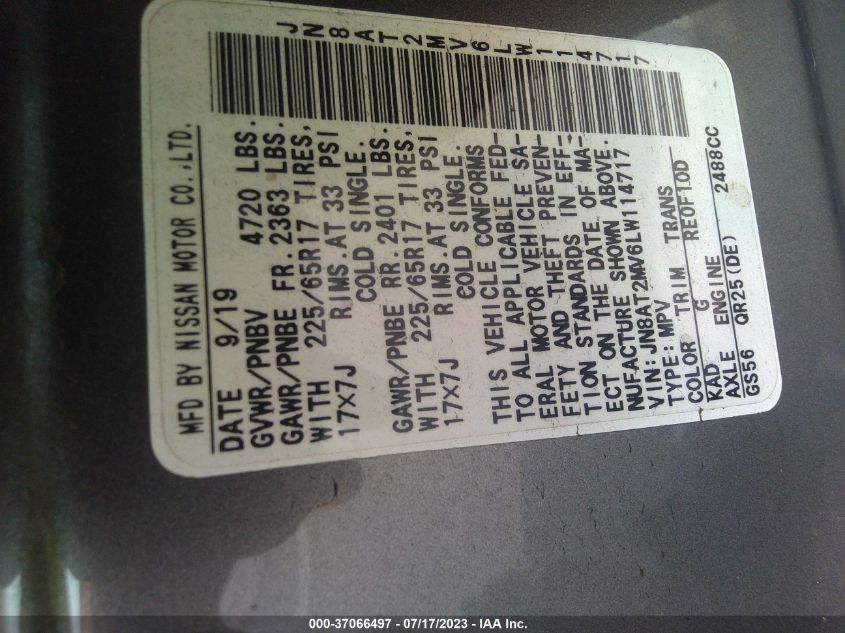 JN8AT2MV6LW114717
MFD BY NISSAN MOTOR CO.,LTD.
DATE 9/19
GVWR/PNBV 4720 LBS.
GAWR/PNBE FR. 2363 LBS.
WITH 225/65R17 TIRES,
17X7J RIMS.AT 33 PSI
COLD SINGLE.
GAWR/PNBE RR. 2401 LBS.
WITH 225/65R17 TIRES,
17X7J RIMS.AT 33 PSI
COLD SINGLE.
THIS VEHICLE CONFORMS
TO ALL APPLICABLE FED-
ERAL MOTOR VEHICLE SA-
FETY AND THEFT PREVEN-
TION STANDARDS IN EFF-
ECT ON THE DATE OF MA-
NUFACTURE SHOWN ABOVE.
VIN:JN8AT2MV6LW114717
TYPE:MPV
COLOR TRIM TRANS
KAD G RE0F10D
AXLE ENGINE
GS56 QR25(DE) 2488CC
000-37066497 - 07/17/2023 - IAA Inc.